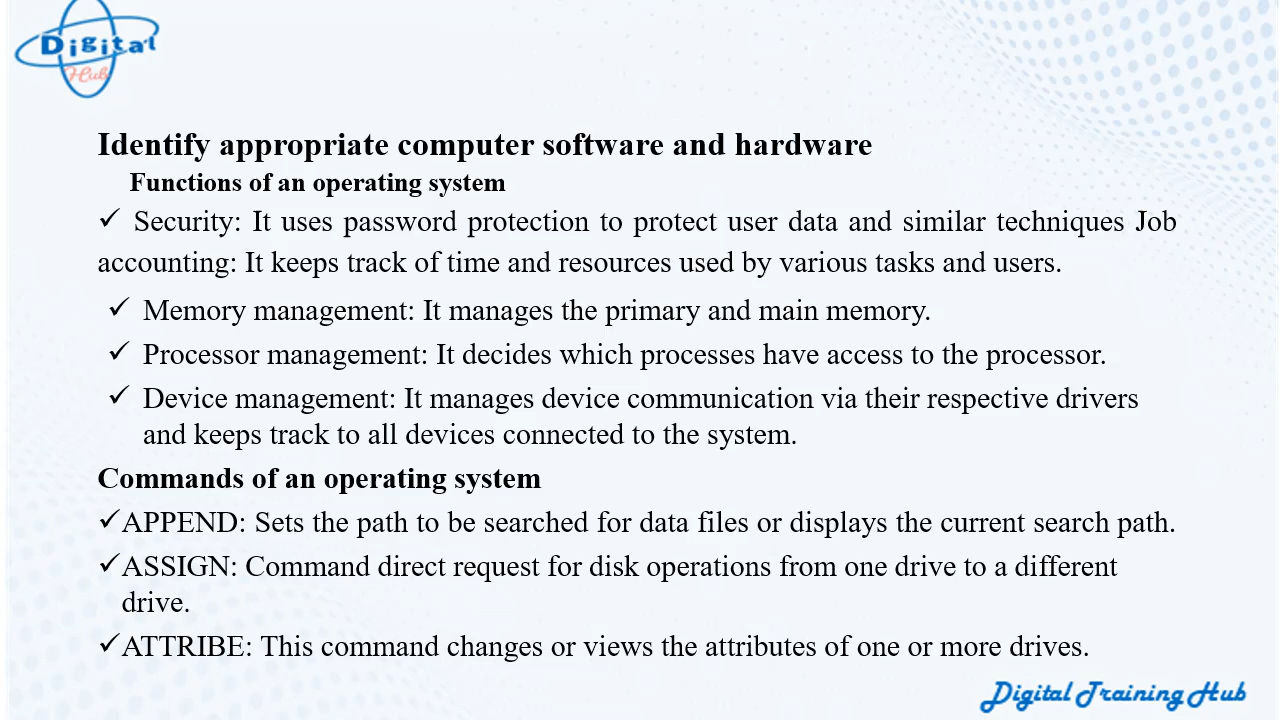 Digital
Hub
Identify appropriate computer software and hardware
Functions of an operating system
✓ Security: It uses password protection to protect user data and similar techniques Job
accounting: It keeps track of time and resources used by various tasks and users.
✓ Memory management: It manages the primary and main memory.
✓ Processor management: It decides which processes have access to the processor.
✓ Device management: It manages device communication via their respective drivers
and keeps track to all devices connected to the system.
Commands of an operating system
✓APPEND: Sets the path to be searched for data files or displays the current search path.
✓ASSIGN: Command direct request for disk operations from one drive to a different
drive.
✓ATTRIBE: This command changes or views the attributes of one or more drives.
Digital Training Hub